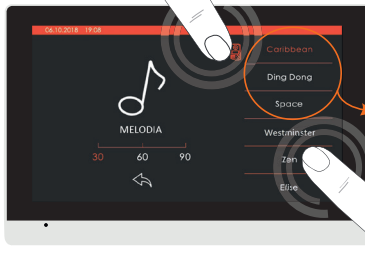 06.10.2018 19:08
Caribbean
Ding Dong
Space
MELODIA
Westminster
30 60 90
Zen
Elise